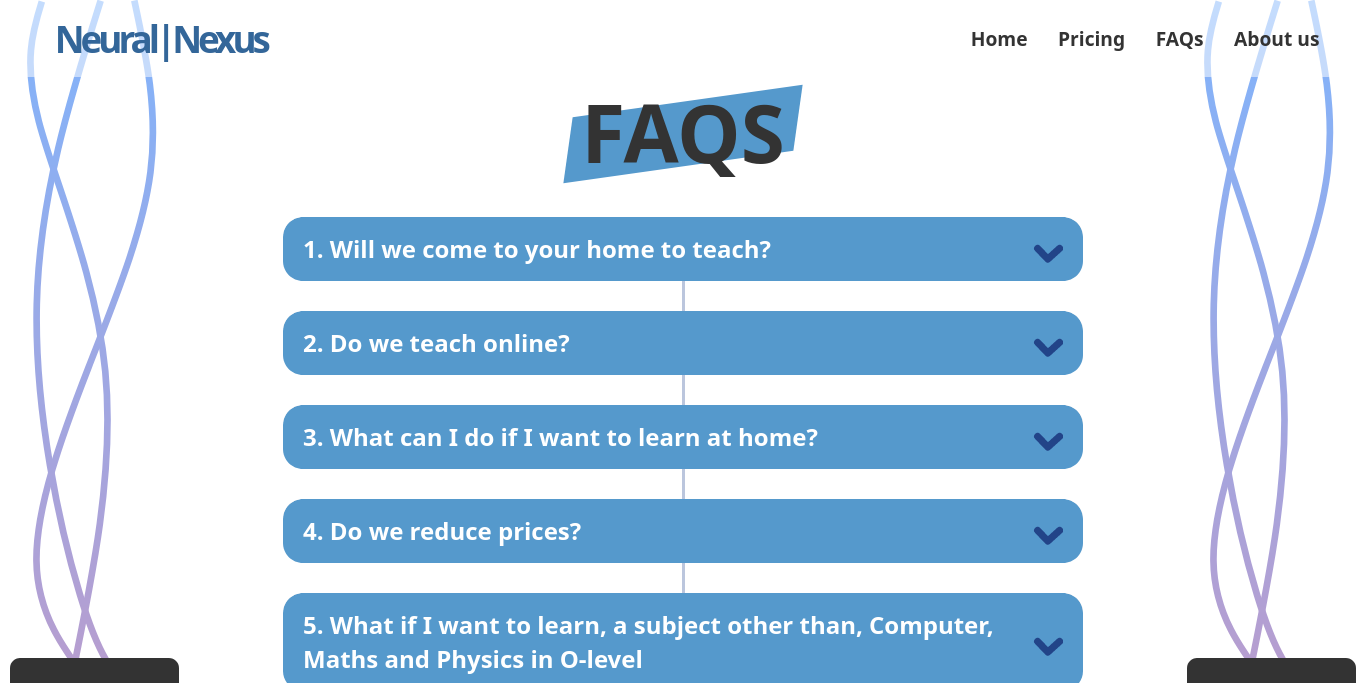 Neural|Nexus
Home Pricing FAQs About us
FAQS
1. Will we come to your home to teach?
2. Do we teach online?
3. What can I do if I want to learn at home?
4. Do we reduce prices?
5. What if I want to learn, a subject other than, Computer,
Maths and Physics in O-level